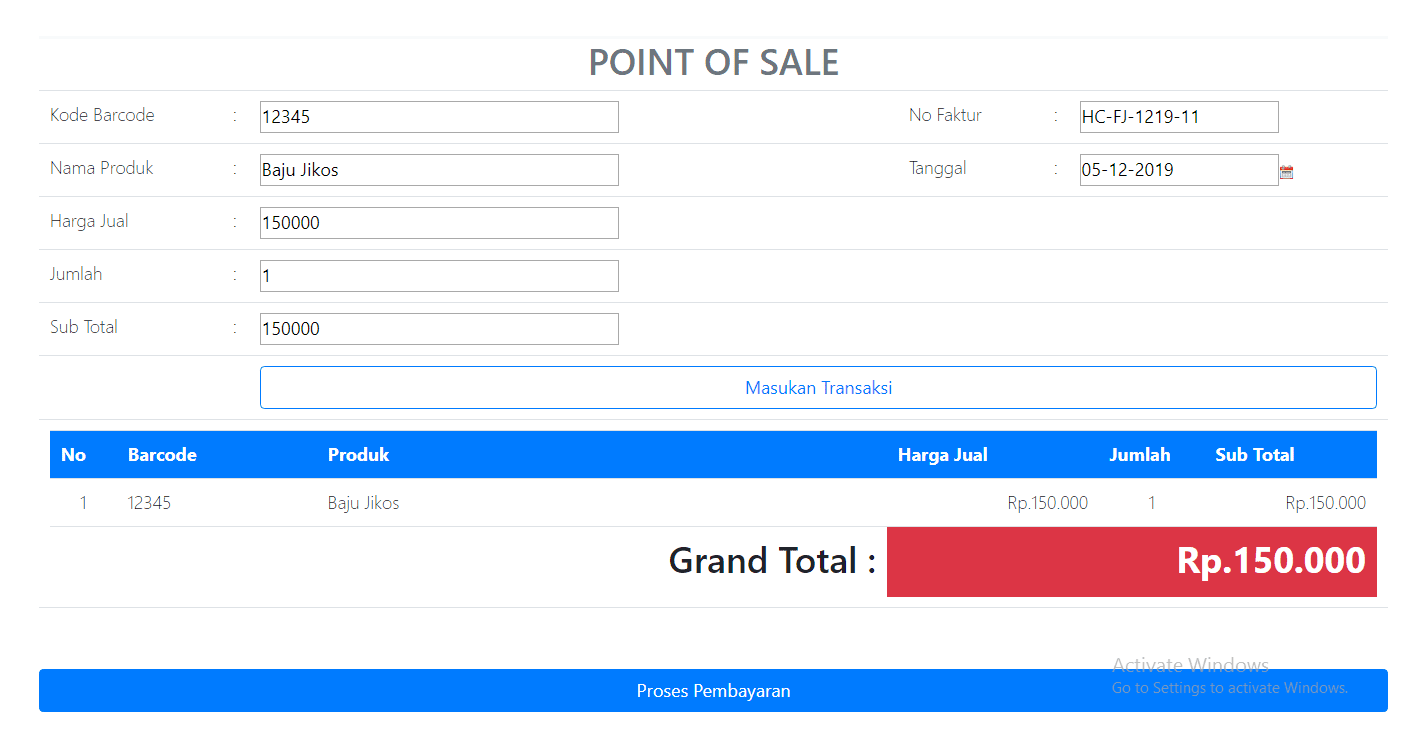 POINT OF SALE
Kode Barcode : 12345 No Faktur : HC-FJ-1219-11
Nama Produk : Baju Jikos Tanggal : 05-12-2019
Harga Jual : 150000
Jumlah : 1
Sub Total : 150000
Masukan Transaksi
No Barcode Produk Harga Jual Jumlah Sub Total
1 12345 Baju Jikos Rp.150.000 1 Rp.150.000
Grand Total : Rp.150.000
Activate Windows
Go to Settings to activate Windows.
Proses Pembayaran